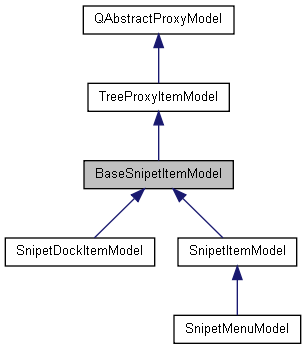 QAbstractProxyModel
TreeProxyItemModel
BaseSnipetItemModel
SnipetDockItemModel
SnipetItemModel
SnipetMenuModel